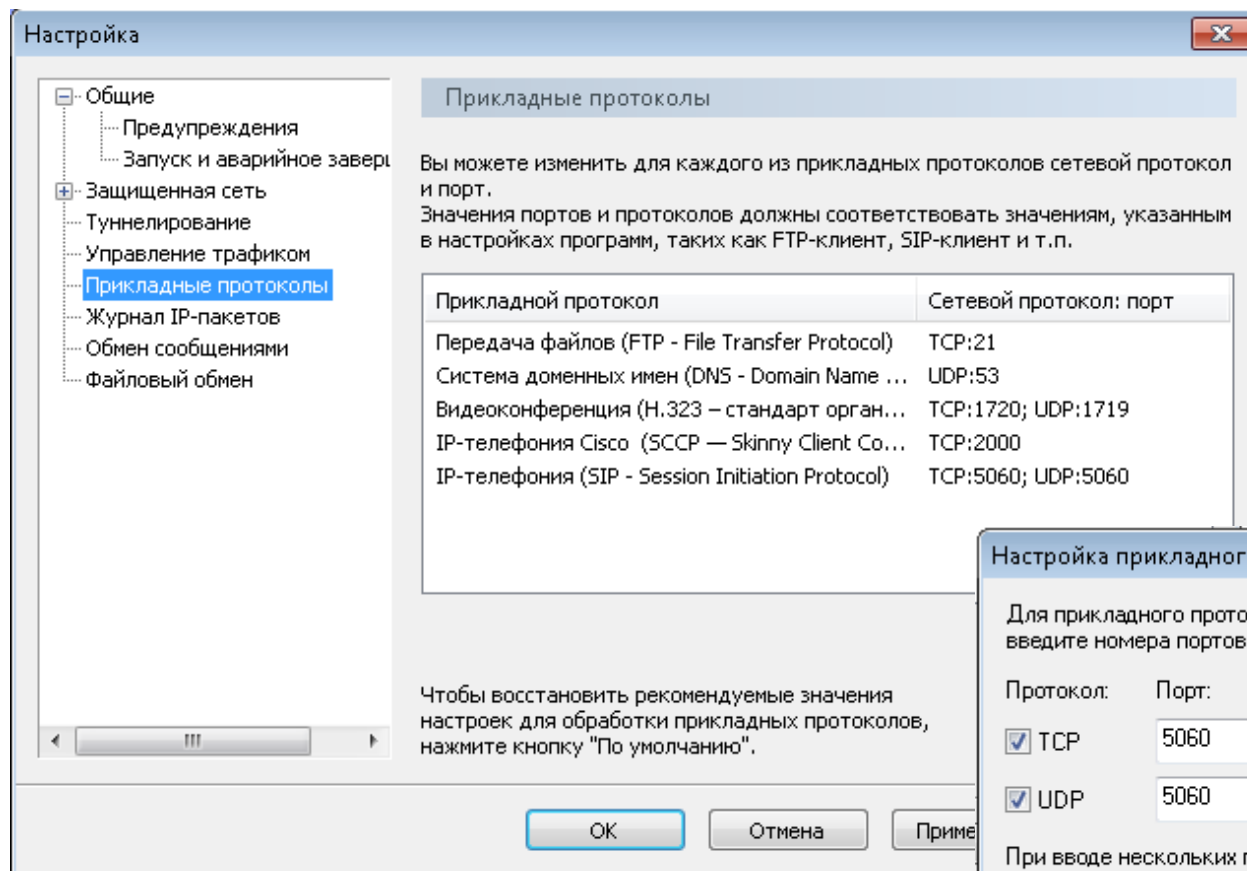 Настройка
Общие
Предупреждения
Запуск и аварийное
Защищенная сеть
Туннелирование
Управление трафиком
Прикладные протоколы
Журнал IP-пакетов
Обмен сообщениями
Файловый обмен
Прикладные протоколы
Вы можете изменить для каждого из прикладных протоколов сетевой протокол
и порт.
Значения портов и протоколов должны соответствовать значениям, указанным
в настройках программ, таких как FTP-клиент, SIP-клиент и т.п.
Прикладной протокол Сетевой протокол: порт
Передача файлов (FTP - File Transfer Protocol) TCP:21
Система доменных имен (DNS - Domain Name ... UDP:53
Видеоконференция (H.323 – стандарт орган... TCP:1720; UDP:1719
IP-телефония Cisco (SCCP — Skinny Client Co... TCP:2000
IP-телефония (SIP - Session Initiation Protocol) TCP:5060; UDP:5060
Чтобы восстановить рекомендуемые значения
настроек для обработки прикладных протоколов,
нажмите кнопку "По умолчанию".
OK
Отмена
Приме
Настройка прикладног
Для прикладного прото
введите номера портов
Протокол: Порт:
TCP 5060
UDP 5060
При вводе нескольких